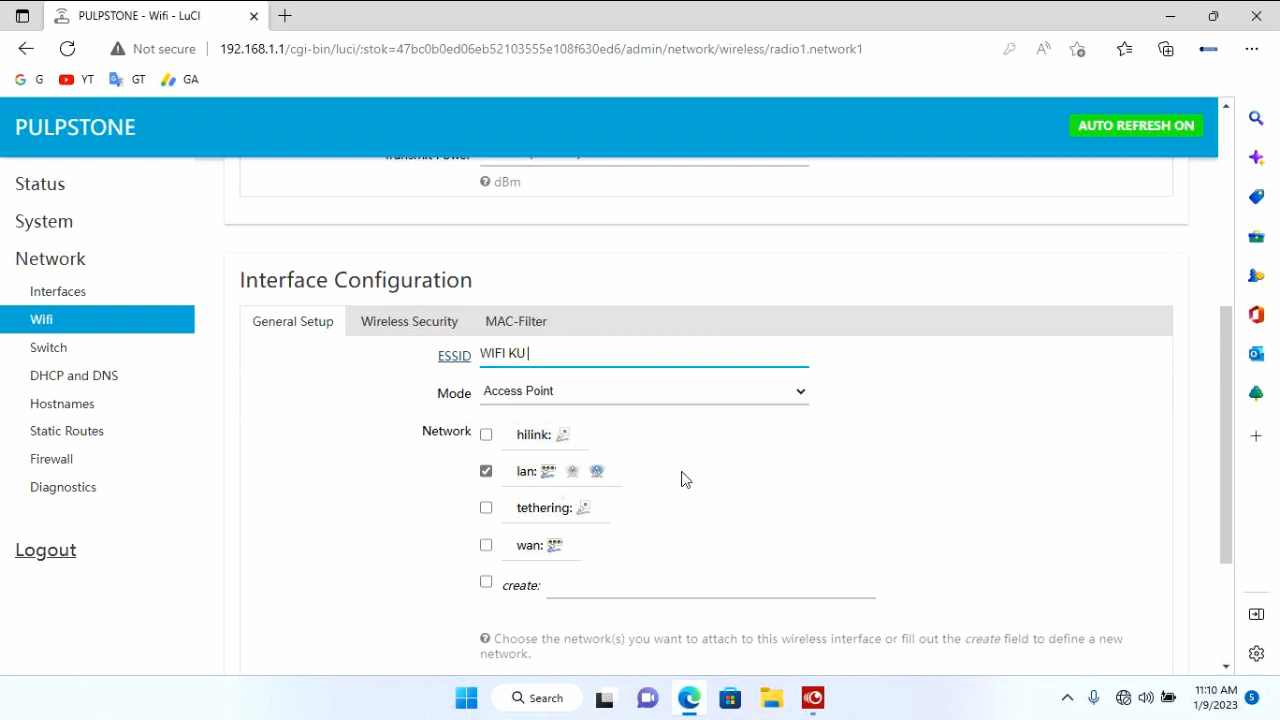 PULPSTONE - Wifi - LuCI
Not secure
192.168.1.1/cgi-bin/luci/;stok=47bc0b0ed06eb52103555e108f630ed6/admin/network/wireless/radio1.network1
G YT GT GA
PULPSTONE
AUTO REFRESH ON
Status
System
Network
Interfaces
Wifi
Switch
DHCP and DNS
Hostnames
Static Routes
Firewall
Diagnostics
Logout
Transmit Power
dBm
Interface Configuration
General Setup Wireless Security MAC-Filter
ESSID WIFI KU
Mode Access Point
Network hilink:
lan:
tethering:
wan:
create:
Choose the network(s) you want to attach to this wireless interface or fill out the create field to define a new
network.
Search
11:10 AM
1/9/2023
5